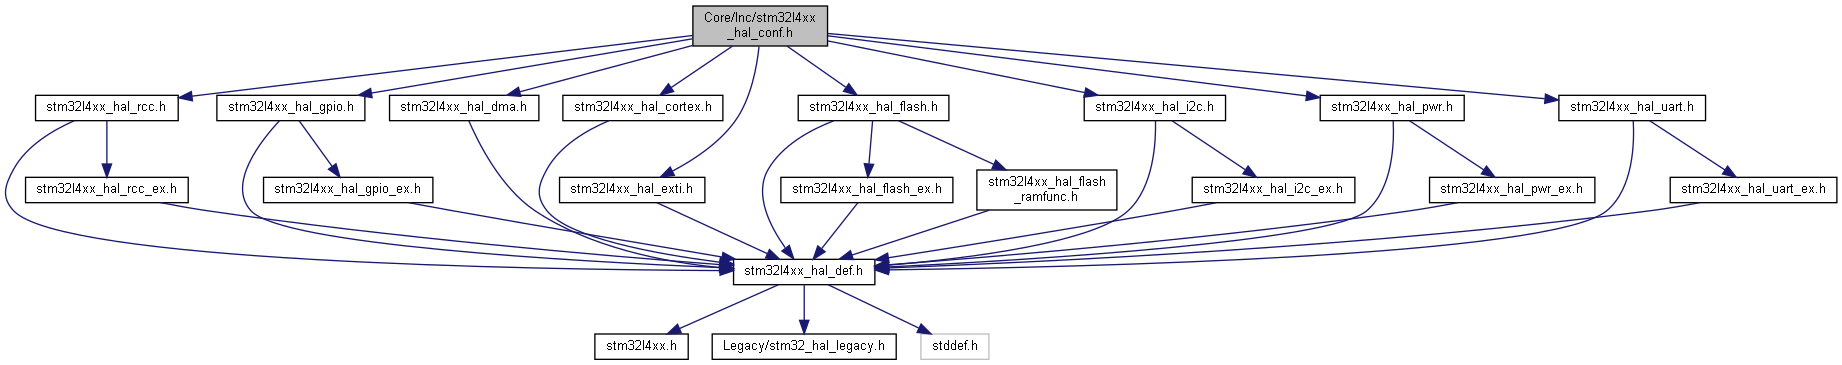 Core/Inc/stm32l4xx
_hal_conf.h
stm32l4xx_hal_rcc.h
stm32l4xx_hal_gpio.h
stm32l4xx_hal_dma.h
stm32l4xx_hal_cortex.h
stm32l4xx_hal_flash.h
stm32l4xx_hal_i2c.h
stm32l4xx_hal_pwr.h
stm32l4xx_hal_uart.h
stm32l4xx_hal_rcc_ex.h
stm32l4xx_hal_gpio_ex.h
stm32l4xx_hal_exti.h
stm32l4xx_hal_flash_ex.h
stm32l4xx_hal_flash
_ramfunc.h
stm32l4xx_hal_i2c_ex.h
stm32l4xx_hal_pwr_ex.h
stm32l4xx_hal_uart_ex.h
stm32l4xx_hal_def.h
stm32l4xx.h
Legacy/stm32_hal_legacy.h
stddef.h